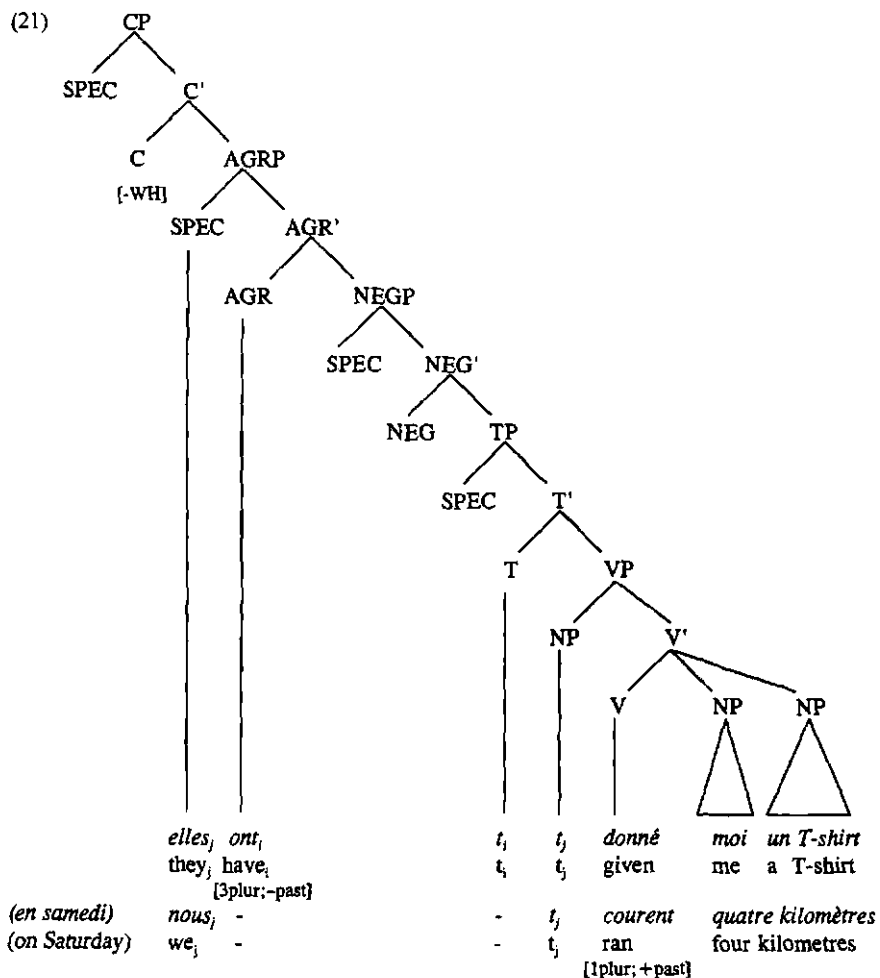 (21) CP
SPEC C'
C AGRP
[-WH]
SPEC AGR'
AGR NEGP
SPEC NEG'
NEG TP
SPEC T'
T VP
NP V'
V NP NP
elles_j ont_i t_i t_j donné moi un T-shirt
they_j have_i t_i t_j given me a T-shirt
[3plur;-past]
(en samedi) nous_j - - t_j courent quatre kilomètres
(on Saturday) we_j - - t_j ran four kilometres
[1plur; +past]